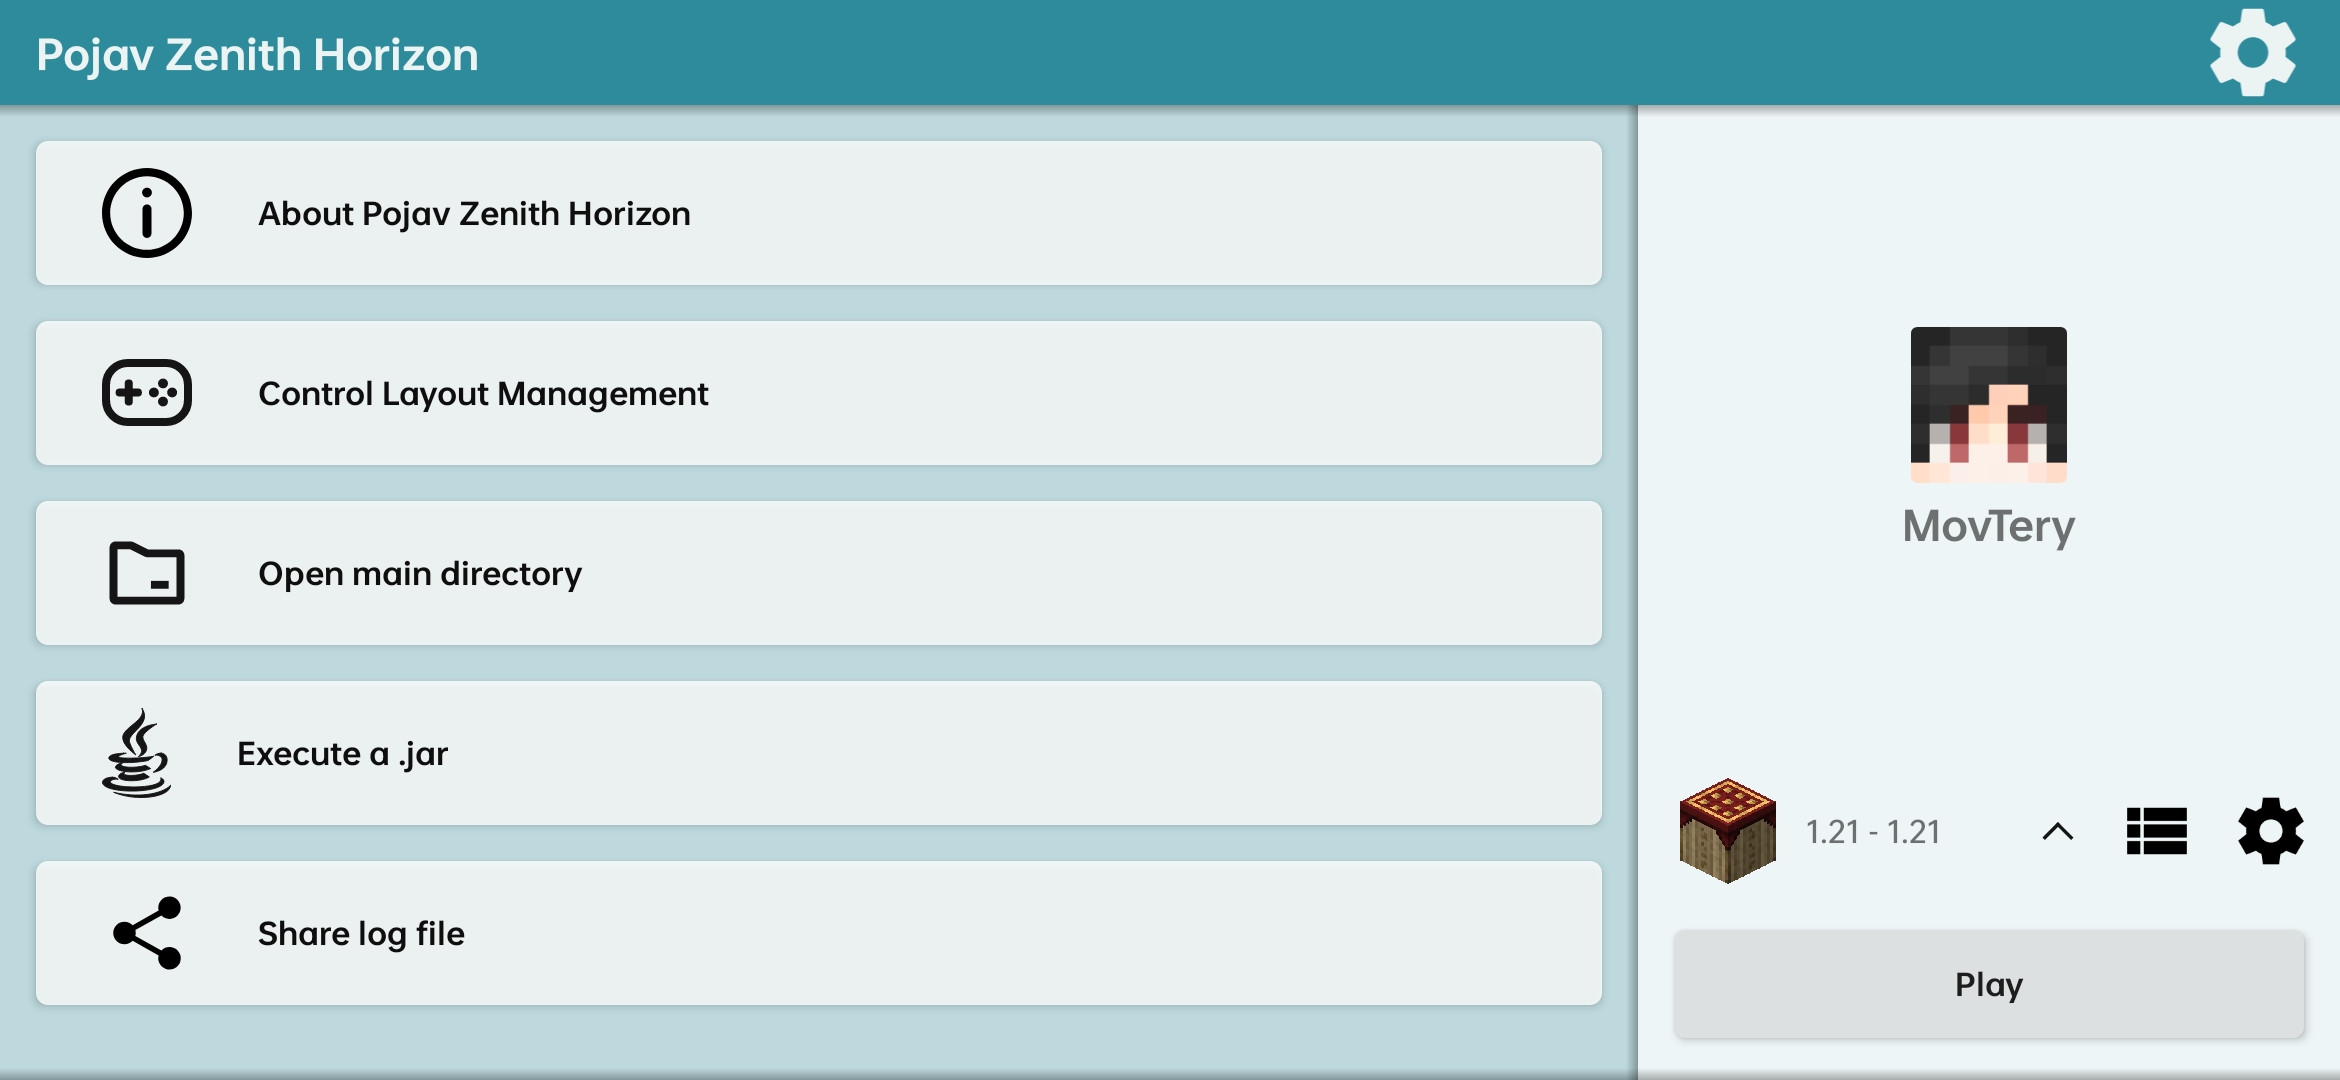 Pojav Zenith Horizon
About Pojav Zenith Horizon
Control Layout Management
Open main directory
Execute a .jar
Share log file
MovTery
1.21 - 1.21
Play